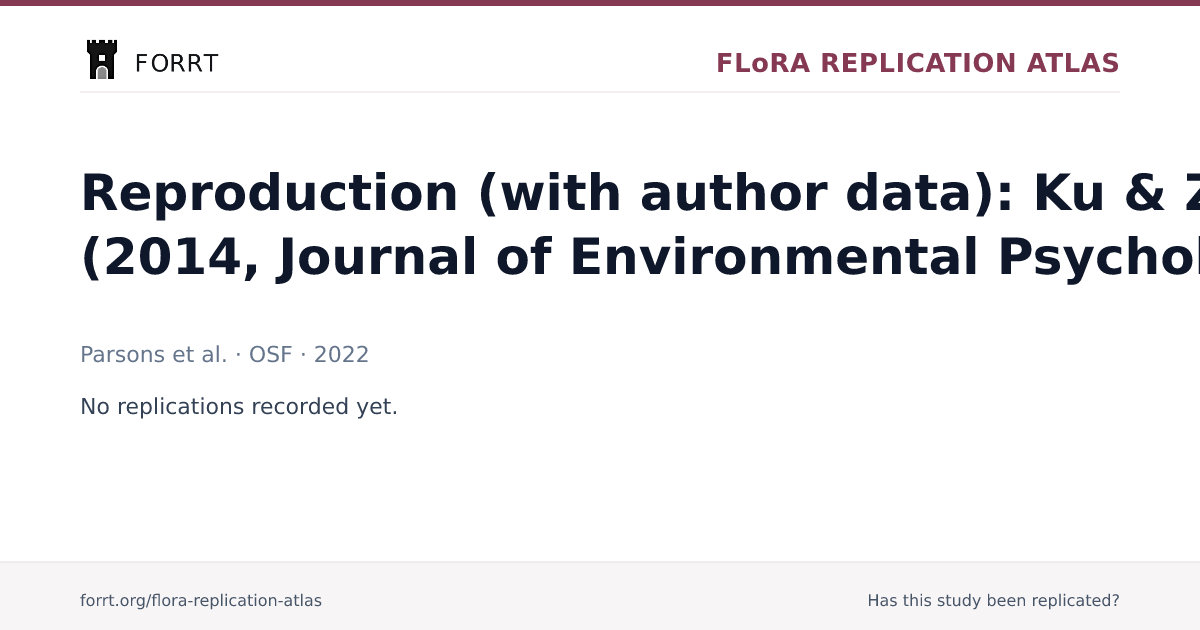 FORRT
FLoRA REPLICATION ATLAS
Reproduction (with author data): Ku &
(2014, Journal of Environmental
Parsons et al. · OSF · 2022
No replications recorded yet.
forrt.org/flora-replication-atlas
Has this study been replicated?